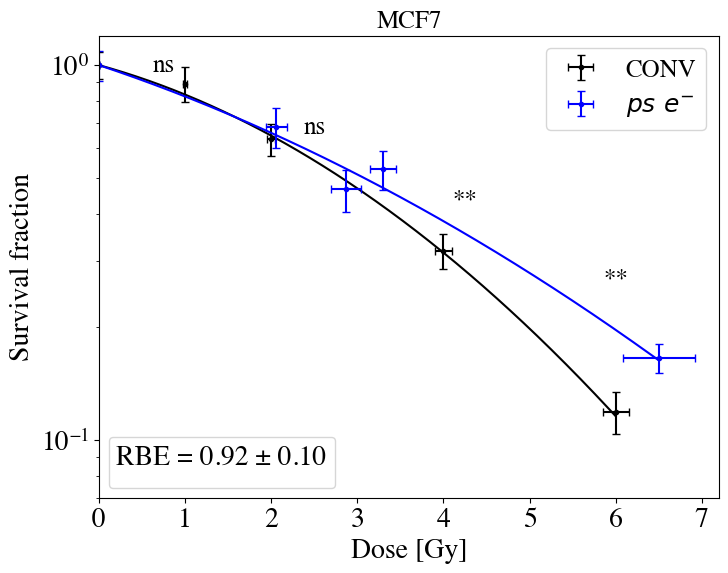 MCF7
CONV
ps e⁻
ns
ns
**
**
Survival fraction
10⁰
10⁻¹
RBE = 0.92 ± 0.10
0 1 2 3 4 5 6 7
Dose [Gy]